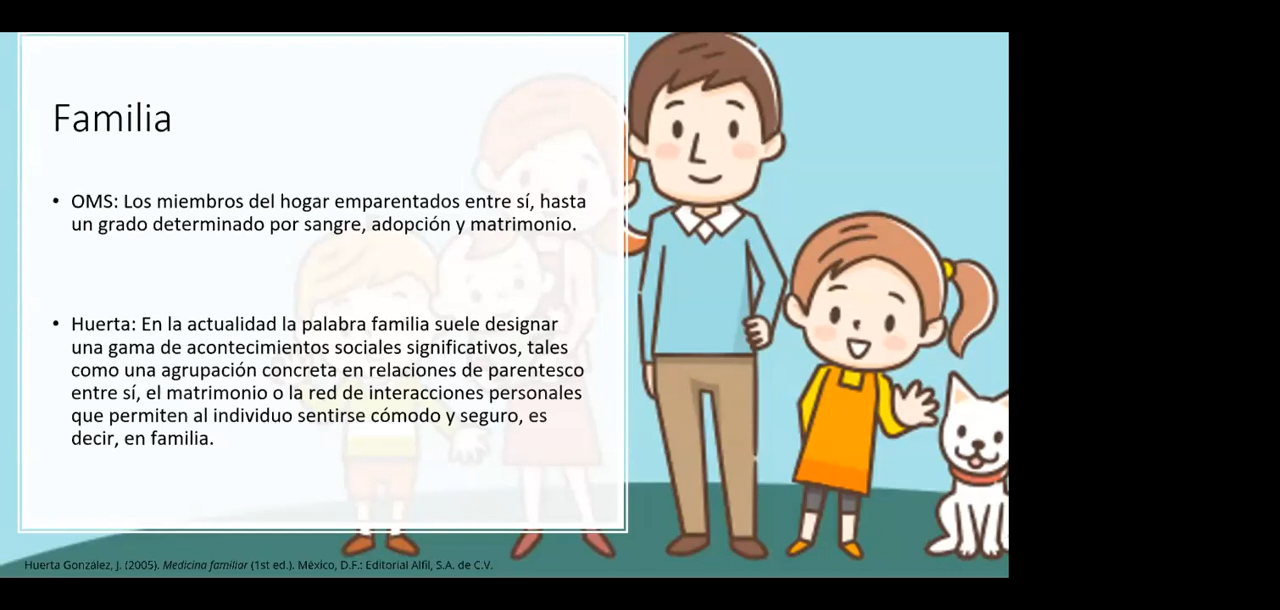 Familia
• OMS: Los miembros del hogar emparentados entre sí, hasta
un grado determinado por sangre, adopción y matrimonio.
• Huerta: En la actualidad la palabra familia suele designar
una gama de acontecimientos sociales significativos, tales
como una agrupación concreta en relaciones de parentesco
entre sí, el matrimonio o la red de interacciones personales
que permiten al individuo sentirse cómodo y seguro, es
decir, en familia.
Huerta González, J. (2005). Medicina familiar (1st ed.). México, D.F.: Editorial Alfil, S.A. de C.V.